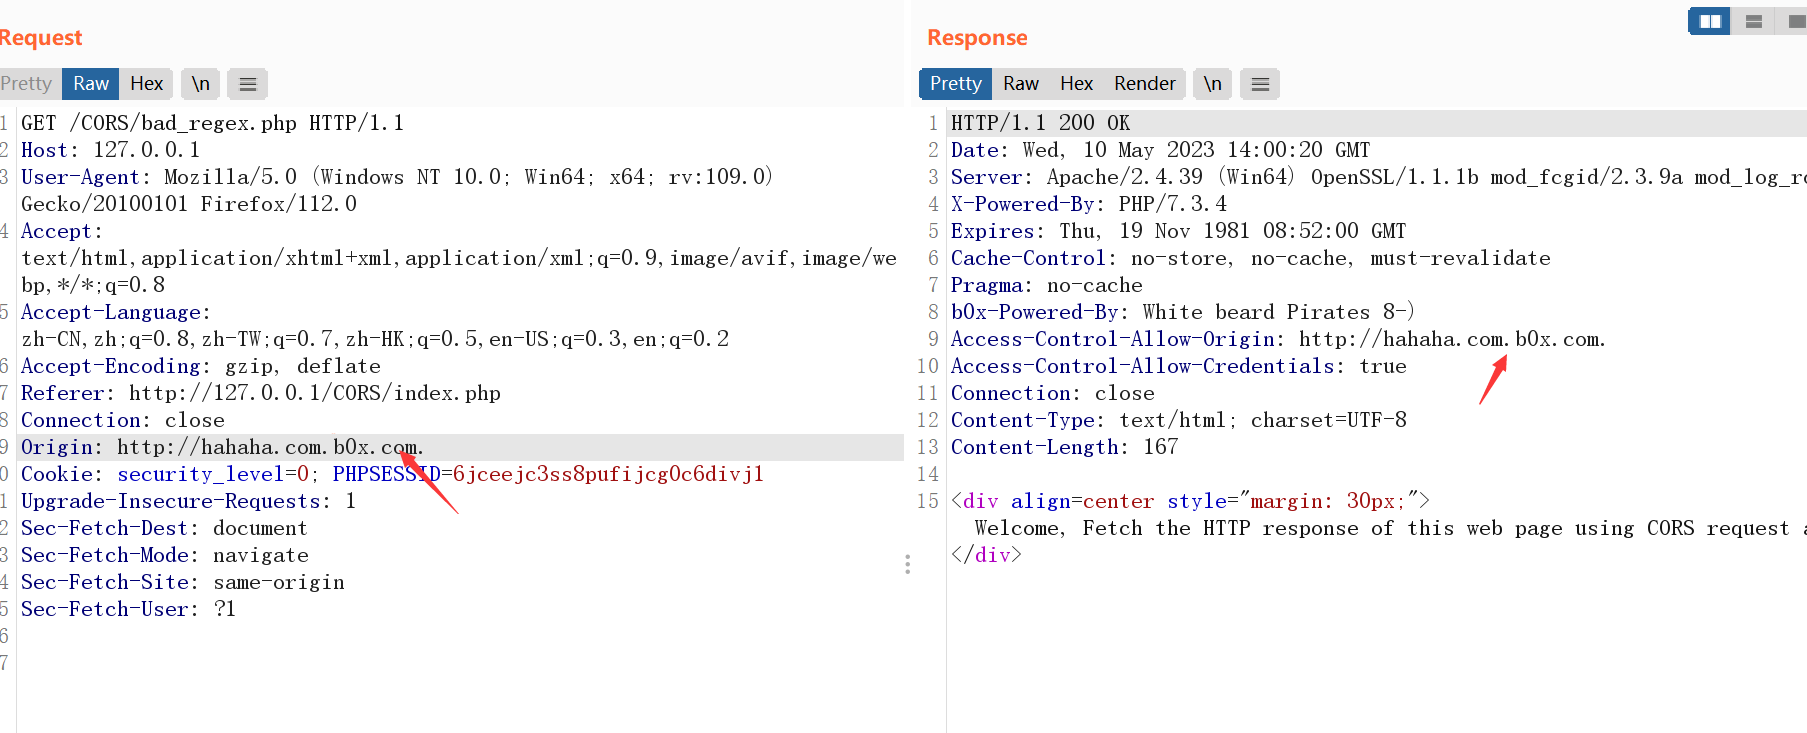 Request
Pretty Raw Hex \n
1 GET /CORS/bad_regex.php HTTP/1.1
2 Host: 127.0.0.1
3 User-Agent: Mozilla/5.0 (Windows NT 10.0; Win64; x64; rv:109.0)
Gecko/20100101 Firefox/112.0
4 Accept:
text/html,application/xhtml+xml,application/xml;q=0.9,image/avif,image/we
bp,*/*;q=0.8
5 Accept-Language:
zh-CN,zh;q=0.8,zh-TW;q=0.7,zh-HK;q=0.5,en-US;q=0.3,en;q=0.2
6 Accept-Encoding: gzip, deflate
7 Referer: http://127.0.0.1/CORS/index.php
8 Connection: close
9 Origin: http://hahaha.com.b0x.com.
0 Cookie: security_level=0; PHPSESSID=6jceejc3ss8pufijcg0c6divj1
1 Upgrade-Insecure-Requests: 1
2 Sec-Fetch-Dest: document
3 Sec-Fetch-Mode: navigate
4 Sec-Fetch-Site: same-origin
5 Sec-Fetch-User: ?1
6
7
Response
Pretty Raw Hex Render \n
1 HTTP/1.1 200 OK
2 Date: Wed, 10 May 2023 14:00:20 GMT
3 Server: Apache/2.4.39 (Win64) OpenSSL/1.1.1b mod_fcgid/2.3.9a mod_log_ro
4 X-Powered-By: PHP/7.3.4
5 Expires: Thu, 19 Nov 1981 08:52:00 GMT
6 Cache-Control: no-store, no-cache, must-revalidate
7 Pragma: no-cache
8 b0x-Powered-By: White beard Pirates 8-)
9 Access-Control-Allow-Origin: http://hahaha.com.b0x.com.
10 Access-Control-Allow-Credentials: true
11 Connection: close
12 Content-Type: text/html; charset=UTF-8
13 Content-Length: 167
14
15 <div align=center style="margin: 30px;">
Welcome, Fetch the HTTP response of this web page using CORS request a
</div>